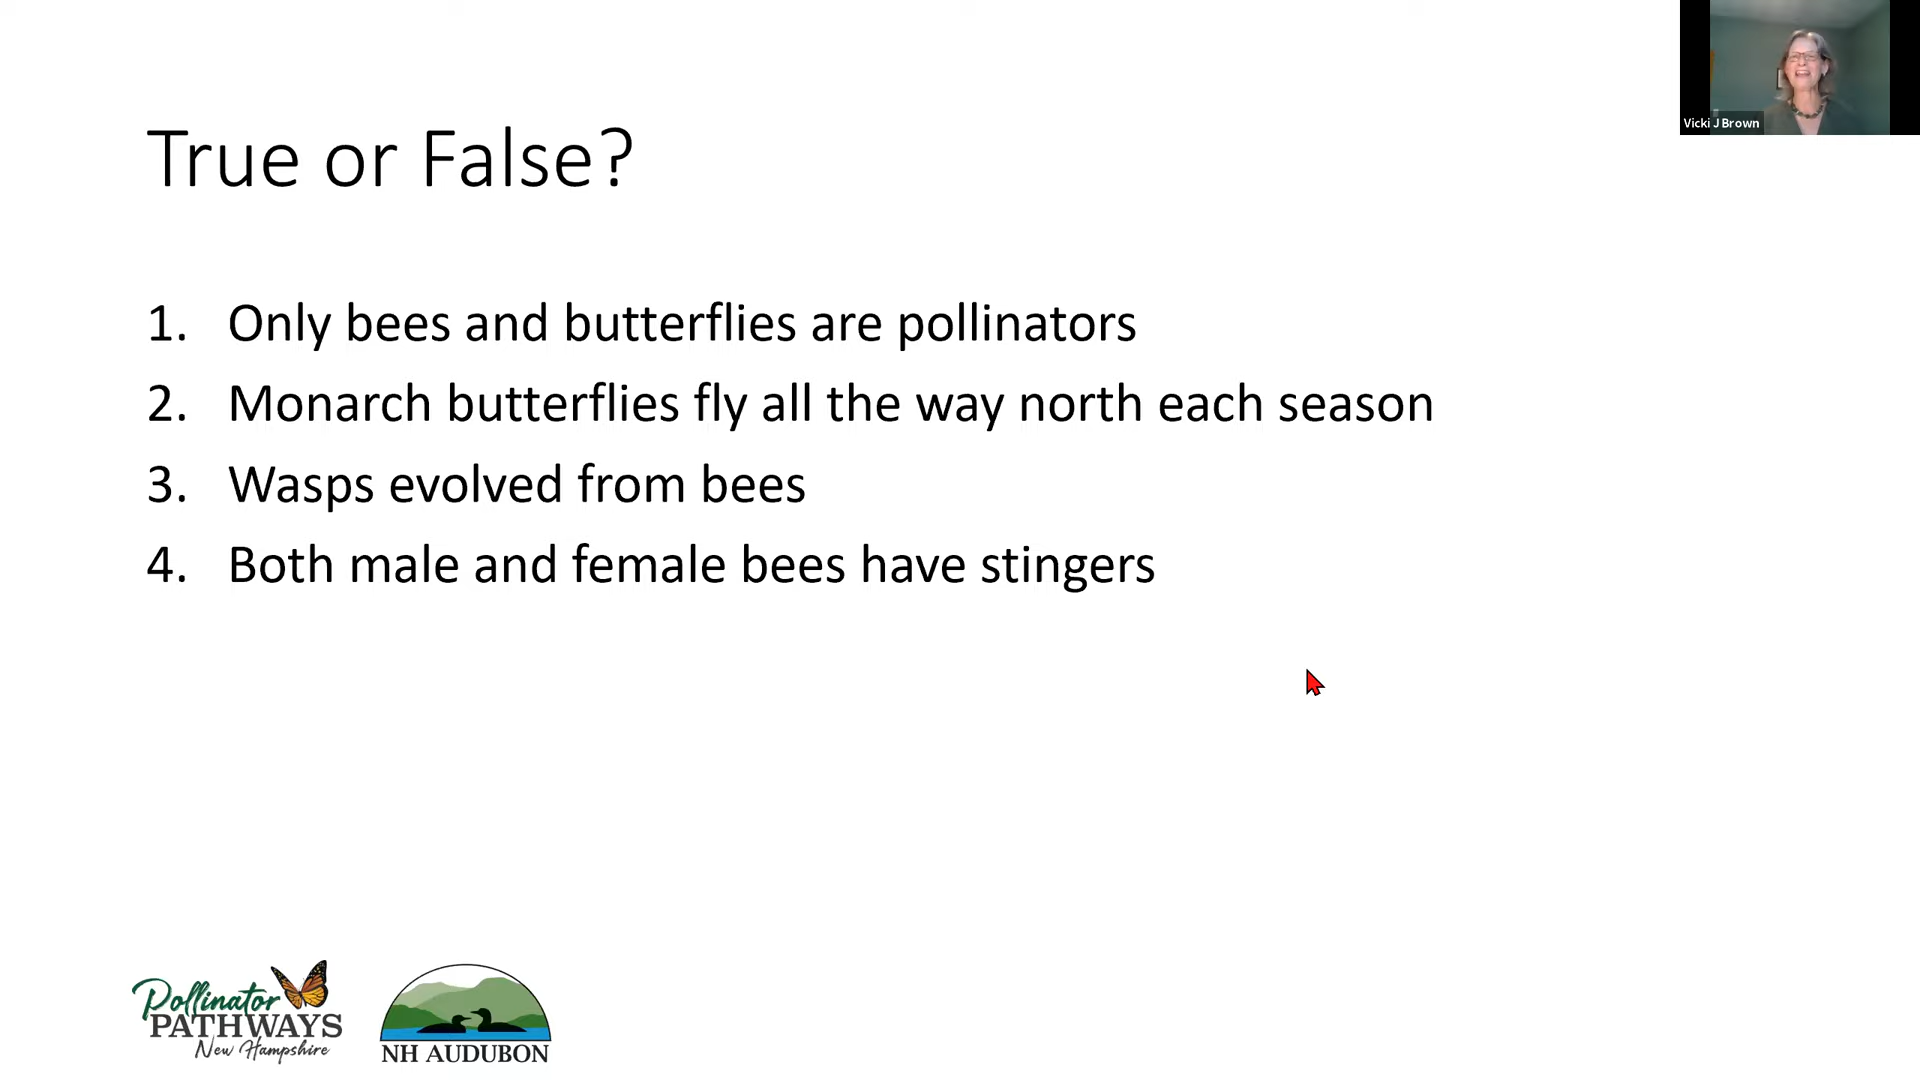 Vicki J Brown
True or False?
1. Only bees and butterflies are pollinators
2. Monarch butterflies fly all the way north each season
3. Wasps evolved from bees
4. Both male and female bees have stingers
Pollinator
PATHWAYS
New Hampshire
NH AUDUBON